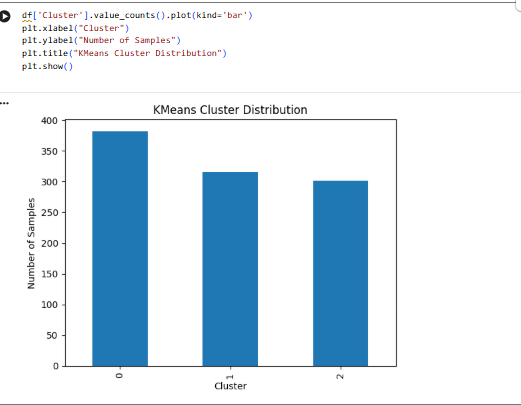 df['Cluster'].value_counts().plot(kind='bar')
plt.xlabel("Cluster")
plt.ylabel("Number of Samples")
plt.title("KMeans Cluster Distribution")
plt.show()
KMeans Cluster Distribution
400
350
300
250
200
150
100
50
0
Number of Samples
0
1
2
Cluster